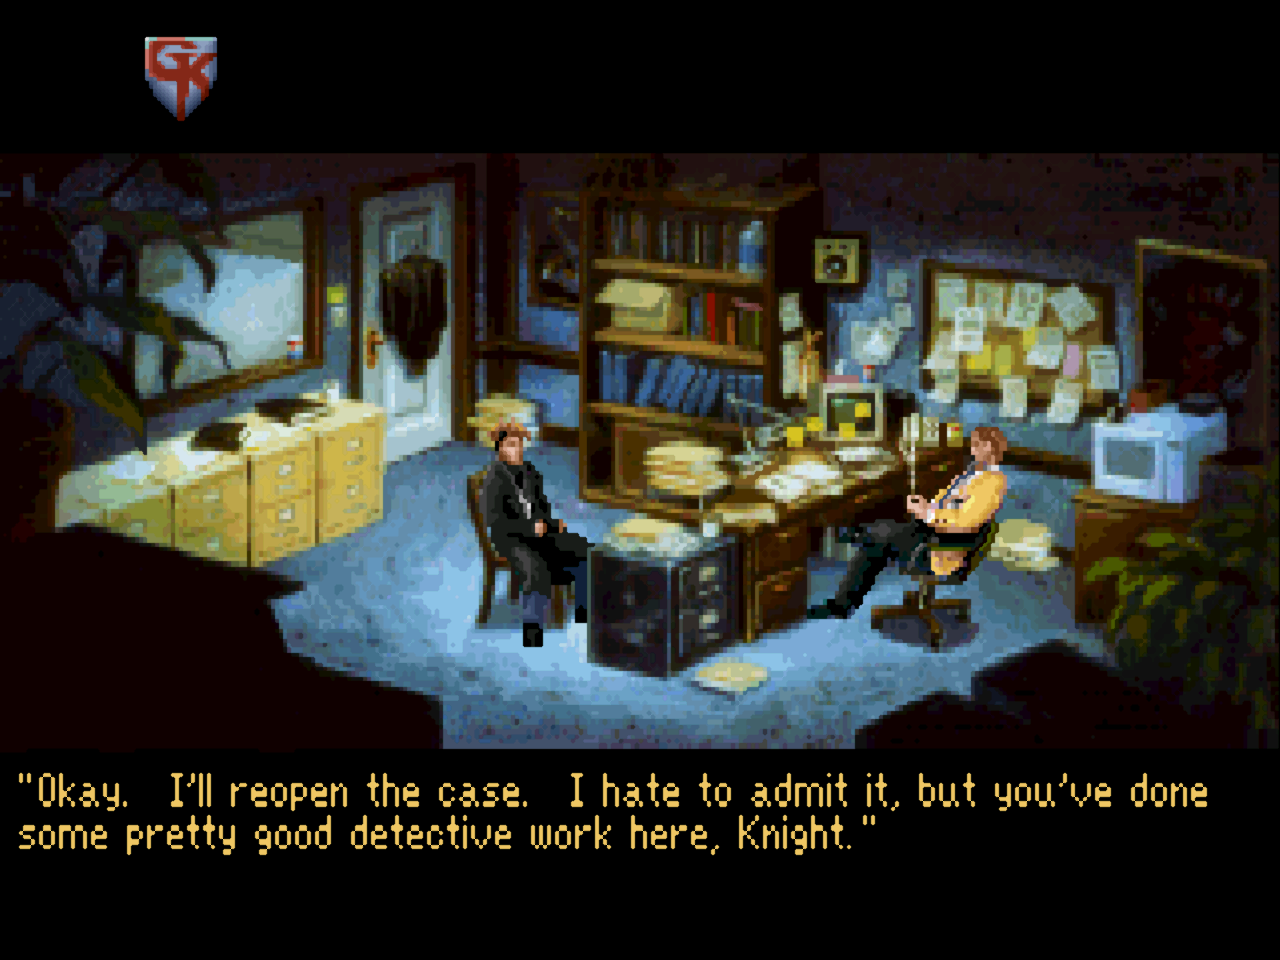 GK
"Okay.  I'll reopen the case.  I hate to admit it, but you've done
some pretty good detective work here, Knight."